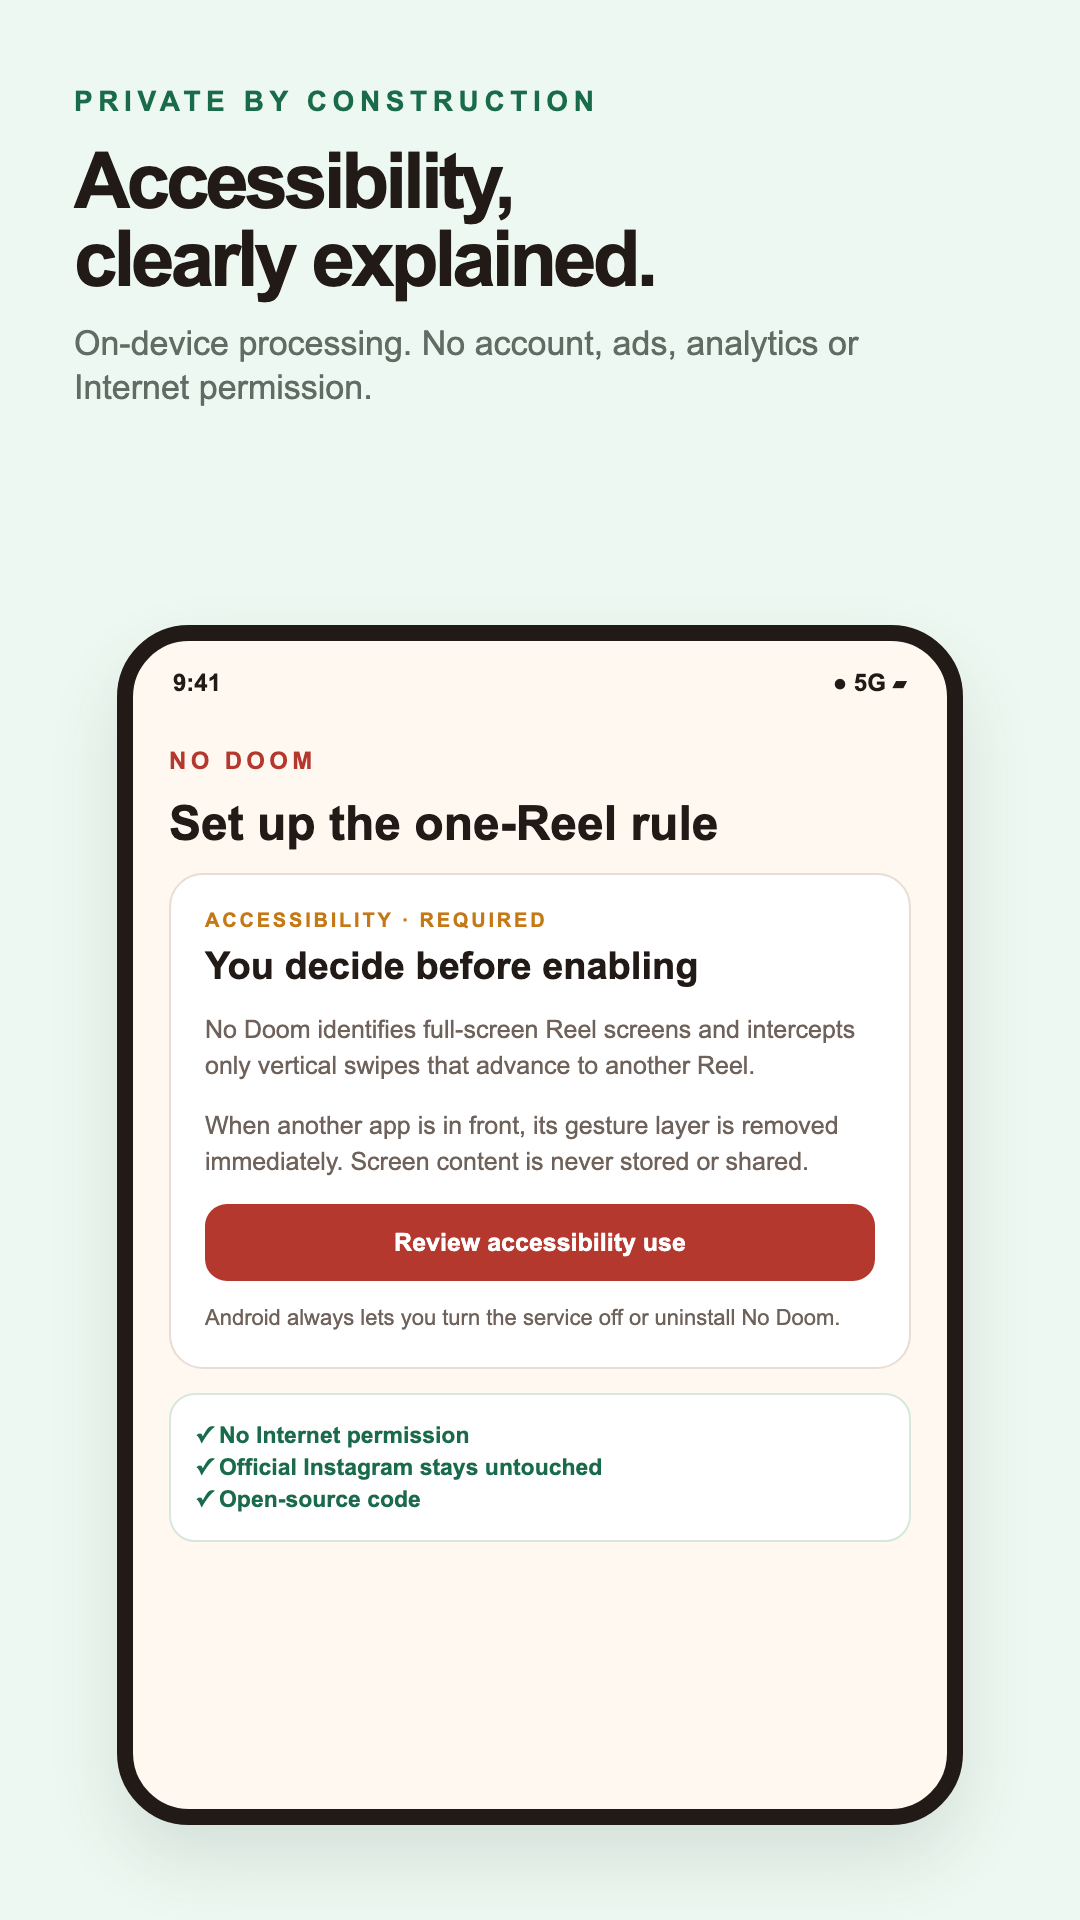 PRIVATE BY CONSTRUCTION
Accessibility,
clearly explained.
On-device processing. No account, ads, analytics or
Internet permission.
9:41 ● 5G ▰
NO DOOM
Set up the one-Reel rule
ACCESSIBILITY · REQUIRED
You decide before enabling
No Doom identifies full-screen Reel screens and intercepts
only vertical swipes that advance to another Reel.
When another app is in front, its gesture layer is removed
immediately. Screen content is never stored or shared.
Review accessibility use
Android always lets you turn the service off or uninstall No Doom.
✓ No Internet permission
✓ Official Instagram stays untouched
✓ Open-source code